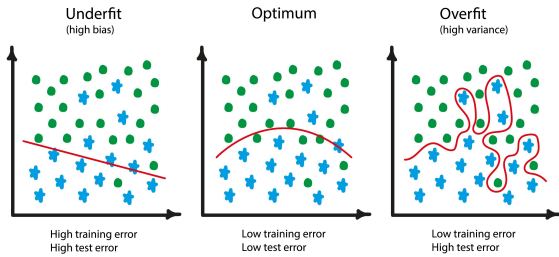 Underfit
(high bias)
Optimum
Overfit
(high variance)
High training error
High test error
Low training error
Low test error
Low training error
High test error